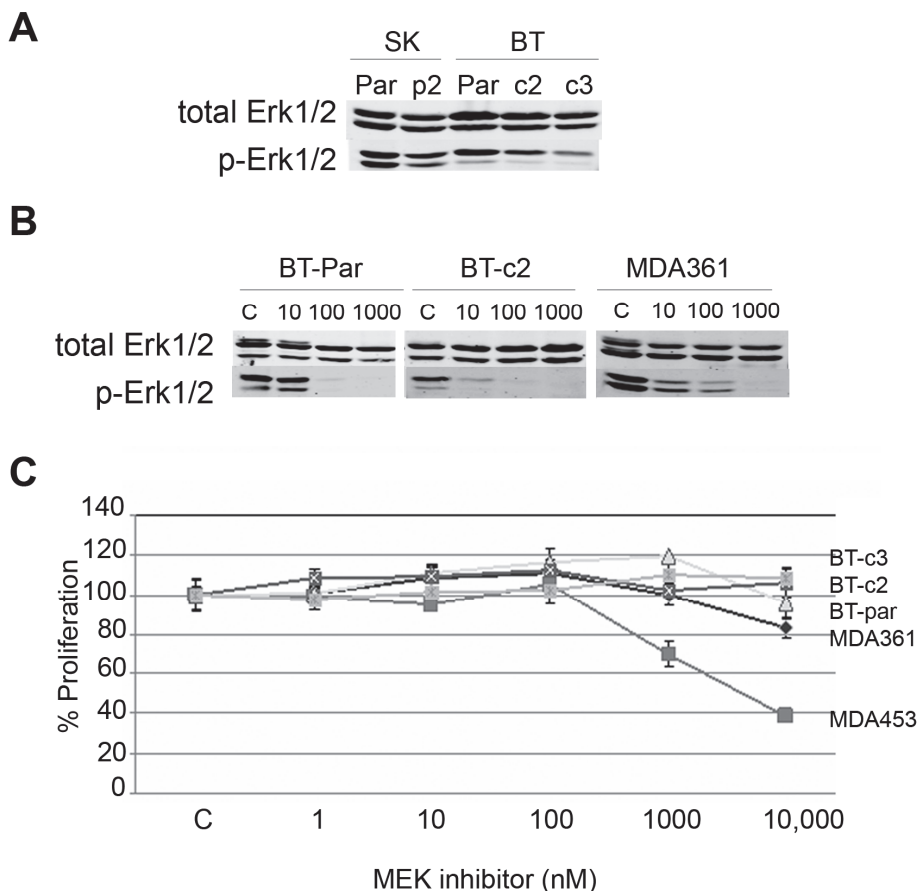 A
SK BT
Par p2 Par c2 c3
total Erk1/2
p-Erk1/2
B
BT-Par BT-c2 MDA361
C 10 100 1000 C 10 100 1000 C 10 100 1000
total Erk1/2
p-Erk1/2
C
140
120
100
80
60
40
20
0
% Proliferation
BT-c3
BT-c2
BT-par
MDA361
MDA453
C 1 10 100 1000 10,000
MEK inhibitor (nM)